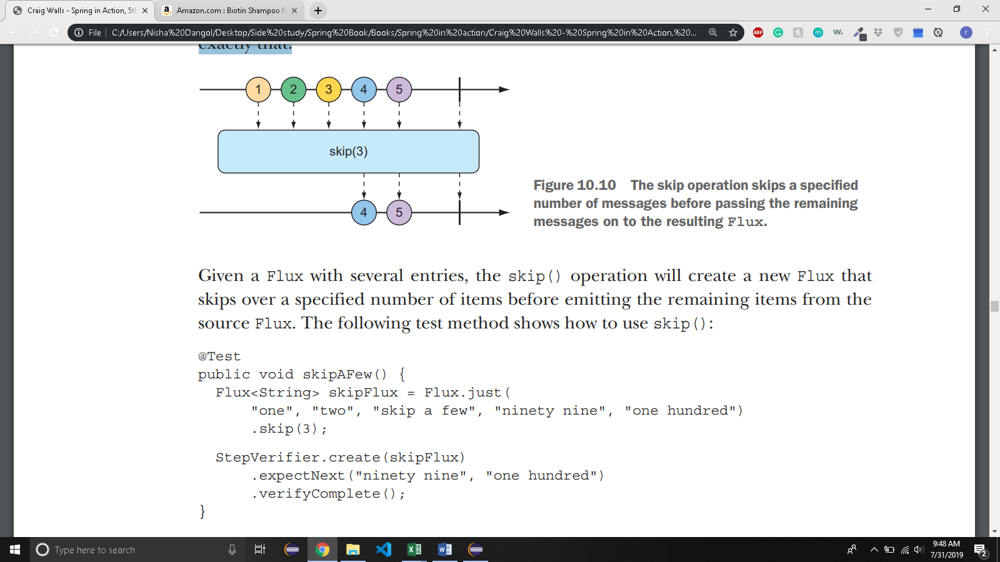 Craig Walls - Spring in Action, 5t
Amazon.com : Biotin Shampoo f
File
C:/Users/Nisha%20Dangol/Desktop/Side%20study/Spring%20Book/Books/Spring%20in%20action/Craig%20Walls%20-%20Spring%20in%20Action,%20...
ABP
G
m
w.
r
exactly that.
1 2 3 4 5
skip(3)
4 5
Figure 10.10 The skip operation skips a specified
number of messages before passing the remaining
messages on to the resulting Flux.
Given a Flux with several entries, the skip() operation will create a new Flux that
skips over a specified number of items before emitting the remaining items from the
source Flux. The following test method shows how to use skip():
@Test
public void skipAFew() {
Flux<String> skipFlux = Flux.just(
"one", "two", "skip a few", "ninety nine", "one hundred")
.skip(3);
StepVerifier.create(skipFlux)
.expectNext("ninety nine", "one hundred")
.verifyComplete();
}
Type here to search
9:48 AM
7/31/2019
2